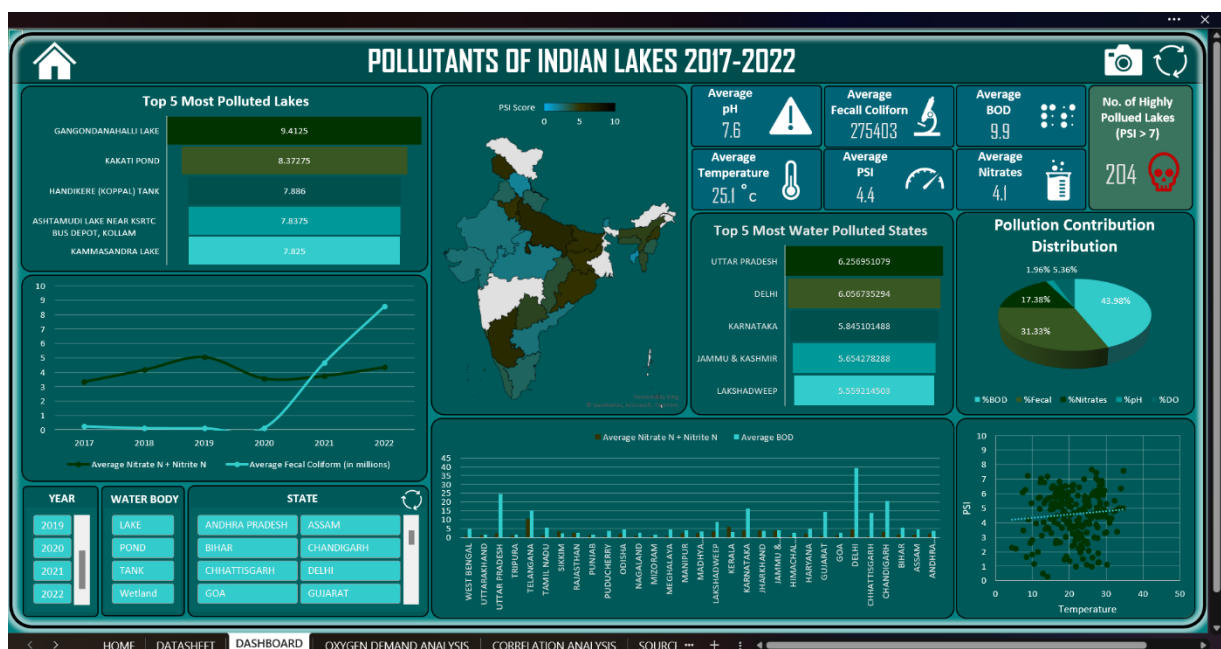 POLLUTANTS OF INDIAN LAKES 2017-2022
Top 5 Most Polluted Lakes
GANGONDANAHALLI LAKE
9.4125
KAKATI POND
8.37275
HANDIKERE (KOPPAL) TANK
7.886
ASHTAMUDI LAKE NEAR KSRTC
BUS DEPOT, KOLLAM
7.8375
KAMMASANDRA LAKE
7.825
PSI Score
0 5 10
Powered by Bing
Average
pH
7.6
Average
Fecall Coliforn
275403
Average
BOD
9.9
No. of Highly
Pollued Lakes
(PSI > 7)
204
Average
Temperature
25.1 °c
Average
PSI
4.4
Average
Nitrates
4.1
Top 5 Most Water Polluted States
UTTAR PRADESH
6.256951079
DELHI
6.056735294
KARNATAKA
5.845101488
JAMMU & KASHMIR
5.654278288
LAKSHADWEEP
5.559214503
Pollution Contribution
Distribution
1.96% 5.36%
17.38%
43.98%
31.33%
%BOD %Fecal %Nitrates %pH %DO
10
9
8
7
6
5
4
3
2
1
0
2017 2018 2019 2020 2021 2022
Average Nitrate N + Nitrite N Average Fecal Coliform (in millions)
YEAR
2019
2020
2021
2022
WATER BODY
LAKE
POND
TANK
Wetland
STATE
ANDHRA PRADESH ASSAM
BIHAR CHANDIGARH
CHHATTISGARH DELHI
GOA GUJARAT
Average Nitrate N + Nitrite N Average BOD
45
40
35
30
25
20
15
10
5
0
WEST BENGAL
UTTARAKHAND
UTTAR PRADESH
TRIPURA
TELANGANA
TAMIL NADU
SIKKIM
RAJASTHAN
PUNJAB
PUDUCHERRY
ODISHA
NAGALAND
MIZORAM
MEGHALAYA
MANIPUR
MADHYA...
LAKSHADWEEP
KERALA
KARNATAKA
JHARKHAND
JAMMU &...
HIMACHAL...
HARYANA
GUJARAT
GOA
DELHI
CHHATTISGARH
CHANDIGARH
BIHAR
ASSAM
ANDHRA...
PSI
10
9
8
7
6
5
4
3
2
1
0
0 10 20 30 40 50
Temperature
HOME DATASHEET DASHBOARD OXYGEN DEMAND ANALYSIS CORRELATION ANALYSIS SOURCI ...